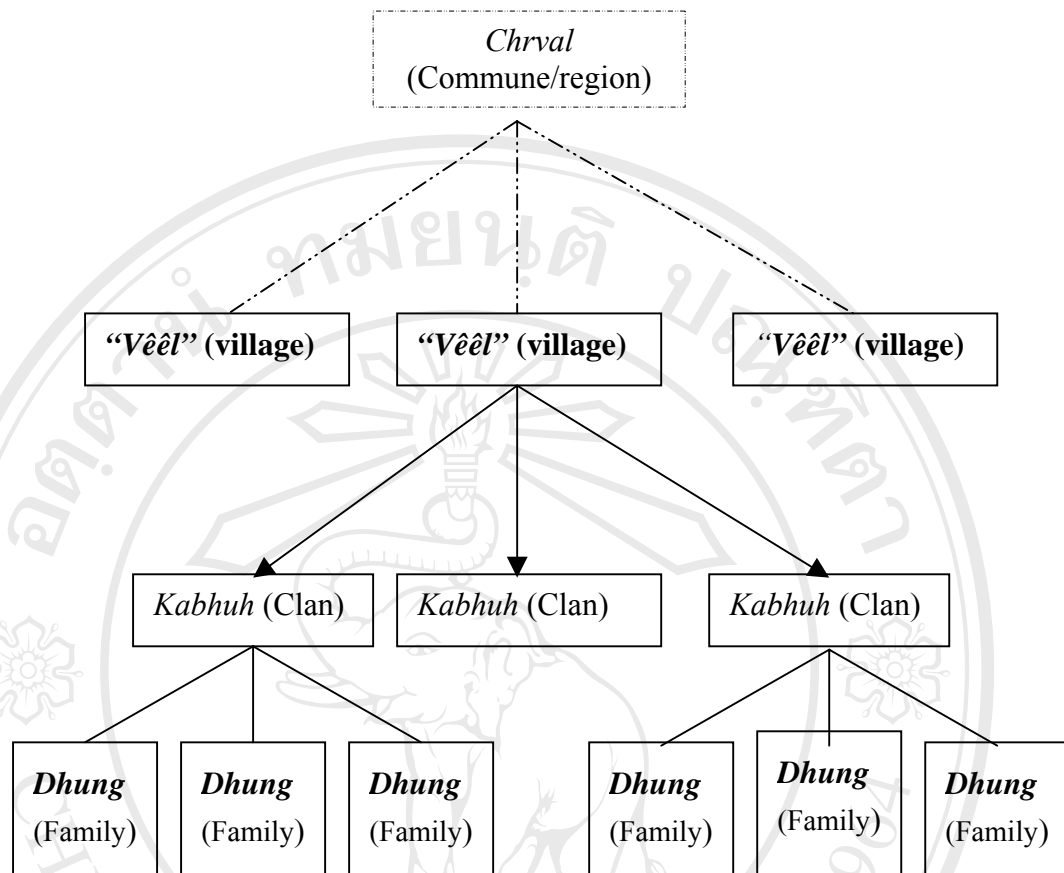 Chrval
(Commune/region)
“Vêêl” (village)
“Vêêl” (village)
“Vêêl” (village)
Kabhuh (Clan)
Kabhuh (Clan)
Kabhuh (Clan)
Dhung
(Family)
Dhung
(Family)
Dhung
(Family)
Dhung
(Family)
Dhung
(Family)
Dhung
(Family)